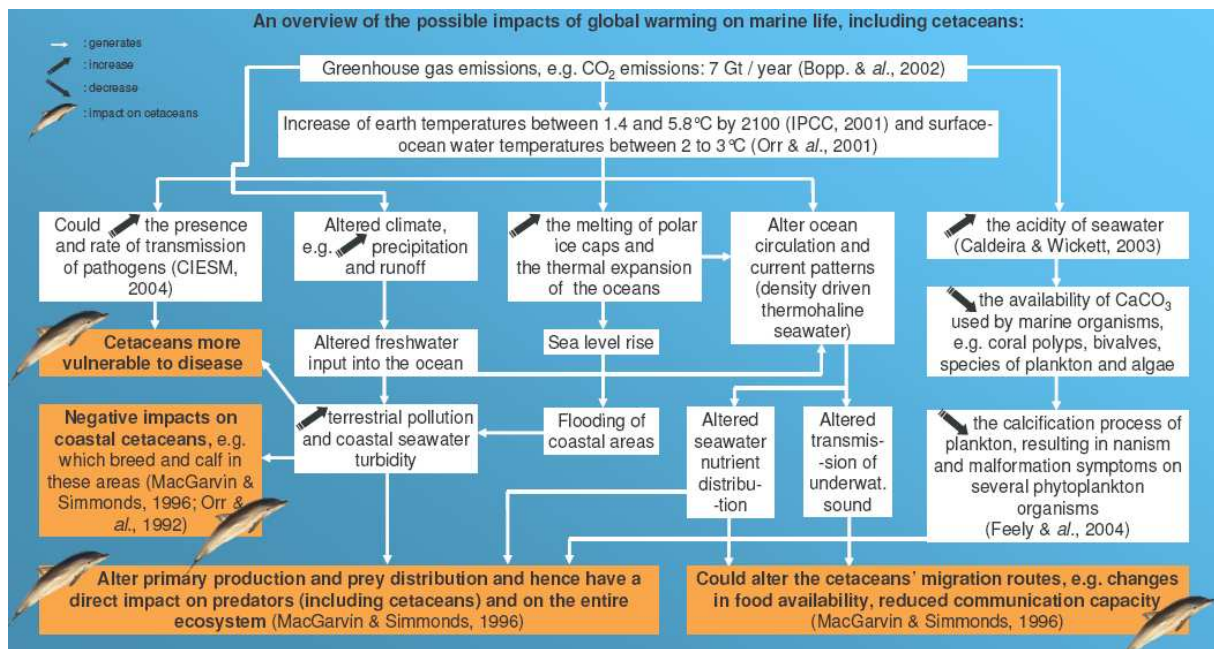 An overview of the possible impacts of global warming on marine life, including cetaceans:
: generates
: increase
: decrease
: impact on cetaceans
Greenhouse gas emissions, e.g. CO2 emissions: 7 Gt / year (Bopp. & al., 2002)
Increase of earth temperatures between 1.4 and 5.8°C by 2100 (IPCC, 2001) and surface-
ocean water temperatures between 2 to 3°C (Orr & al., 2001)
Could the presence
and rate of transmission
of pathogens (CIESM,
2004)
Altered climate,
e.g. precipitation
and runoff
the melting of polar
ice caps and
the thermal expansion
of the oceans
Alter ocean
circulation and
current patterns
(density driven
thermohaline
seawater)
the acidity of seawater
(Caldeira & Wickett, 2003)
the availability of CaCO3
used by marine organisms,
e.g. coral polyps, bivalves,
species of plankton and algae
Cetaceans more
vulnerable to disease
Altered freshwater
input into the ocean
Sea level rise
Negative impacts on
coastal cetaceans, e.g.
which breed and calf in
these areas (MacGarvin &
Simmonds, 1996; Orr &
al., 1992)
terrestrial pollution
and coastal seawater
turbidity
Flooding of
coastal areas
Altered
seawater
nutrient
distribu-
-tion
Altered
transmis-
-sion of
underwat.
sound
the calcification process of
plankton, resulting in nanism
and malformation symptoms on
several phytoplankton
organisms
(Feely & al., 2004)
Alter primary production and prey distribution and hence have a
direct impact on predators (including cetaceans) and on the entire
ecosystem (MacGarvin & Simmonds, 1996)
Could alter the cetaceans' migration routes, e.g. changes
in food availability, reduced communication capacity
(MacGarvin & Simmonds, 1996)